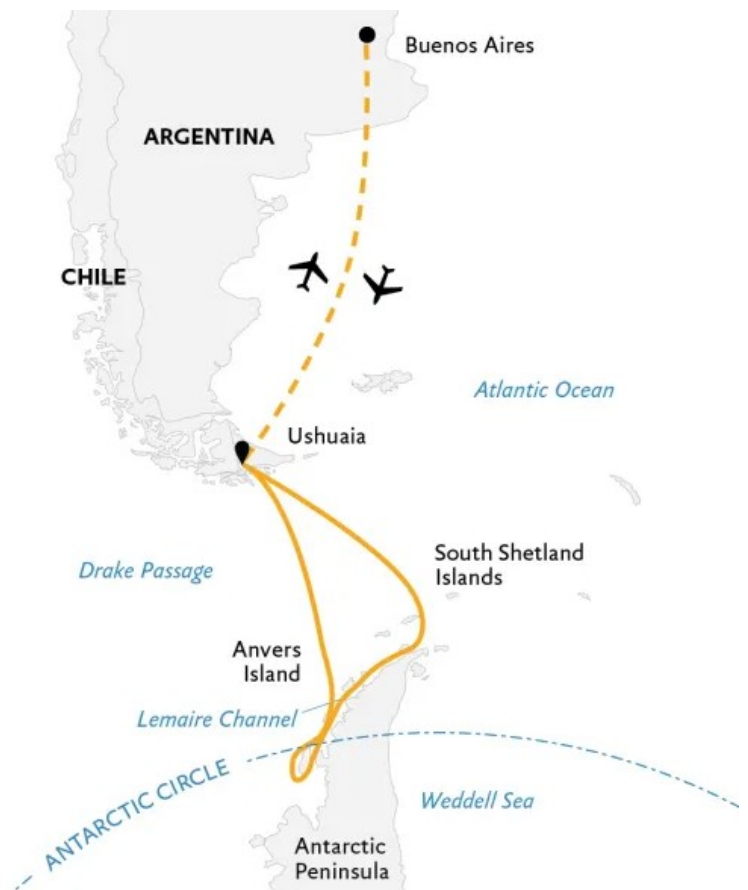 Buenos Aires
ARGENTINA
CHILE
Atlantic Ocean
Ushuaia
South Shetland
Islands
Drake Passage
Anvers
Island
Lemaire Channel
ANTARCTIC CIRCLE
Weddell Sea
Antarctic
Peninsula